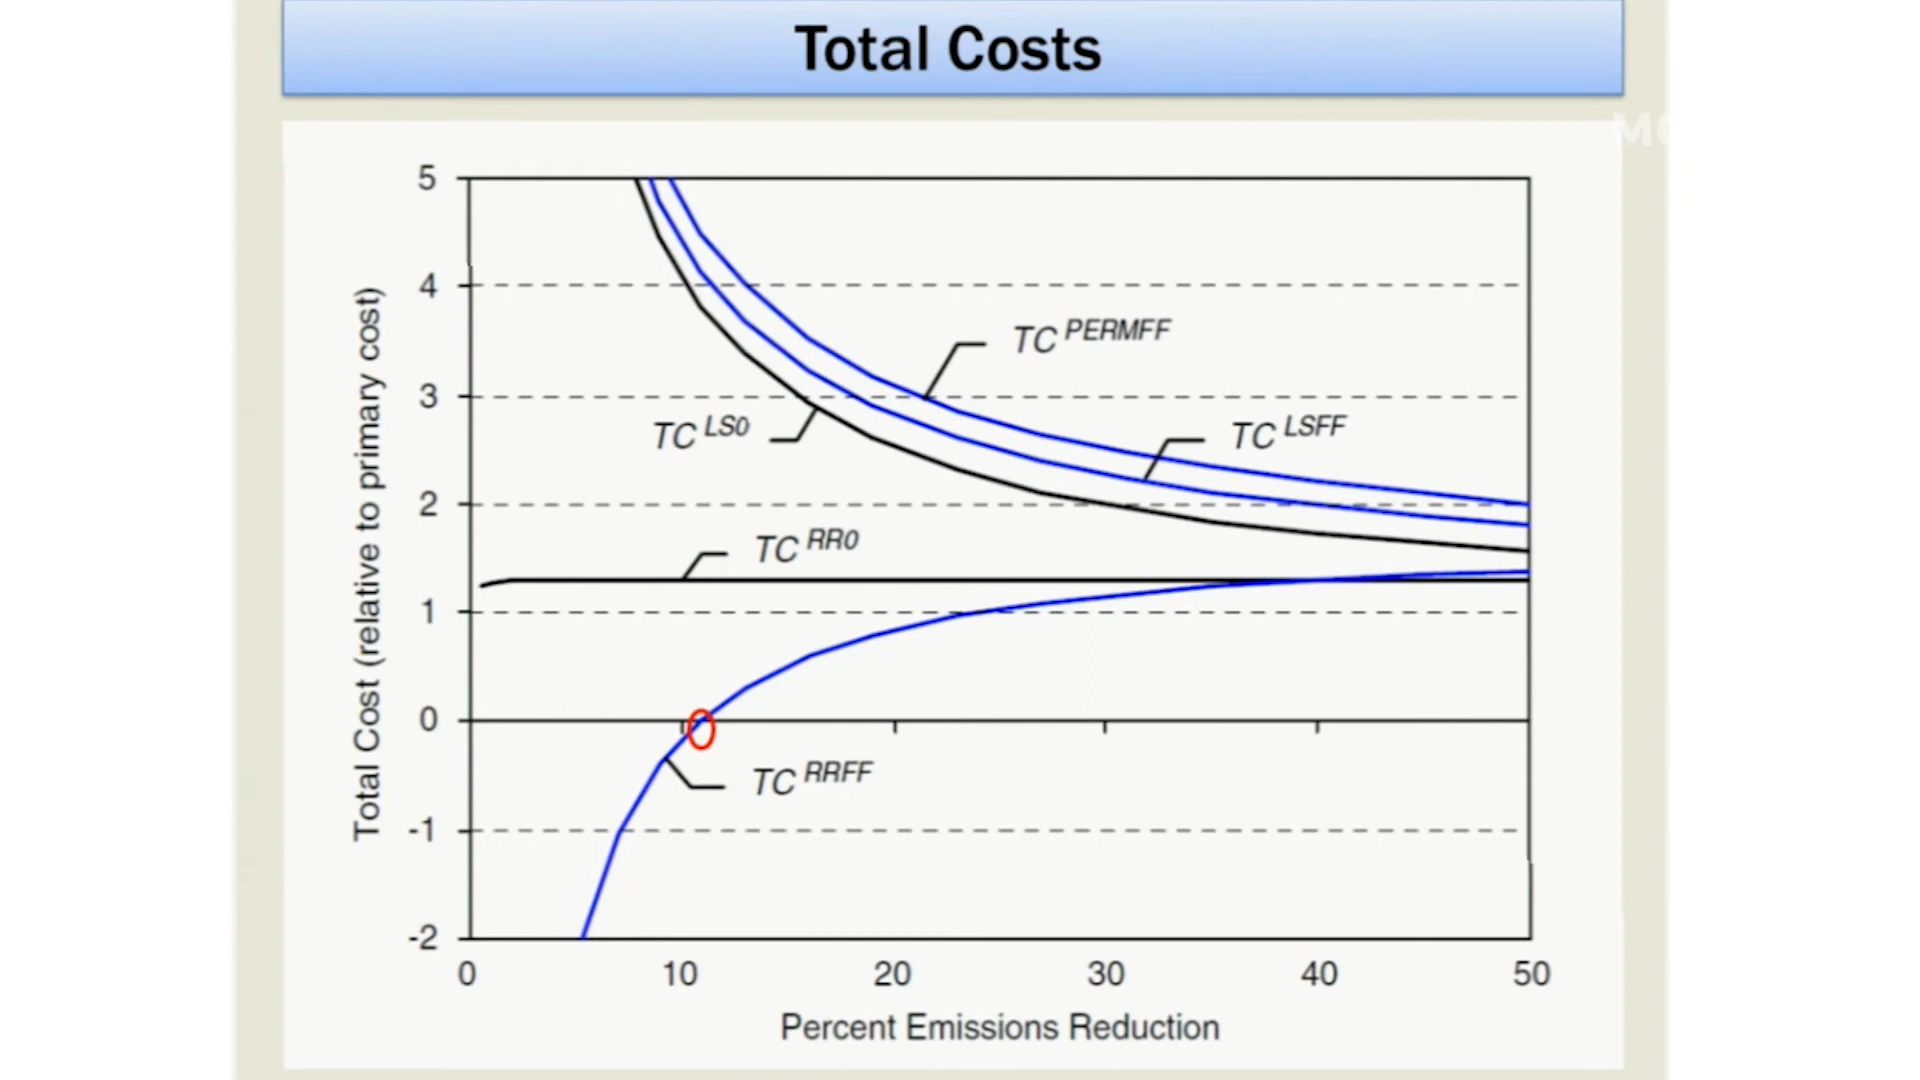 Total Costs
MO
5
4
3
2
1
0
-1
-2
Total Cost (relative to primary cost)
TC PERMFF
TC LS0
TC LSFF
TC RR0
TC RRFF
0 10 20 30 40 50
Percent Emissions Reduction